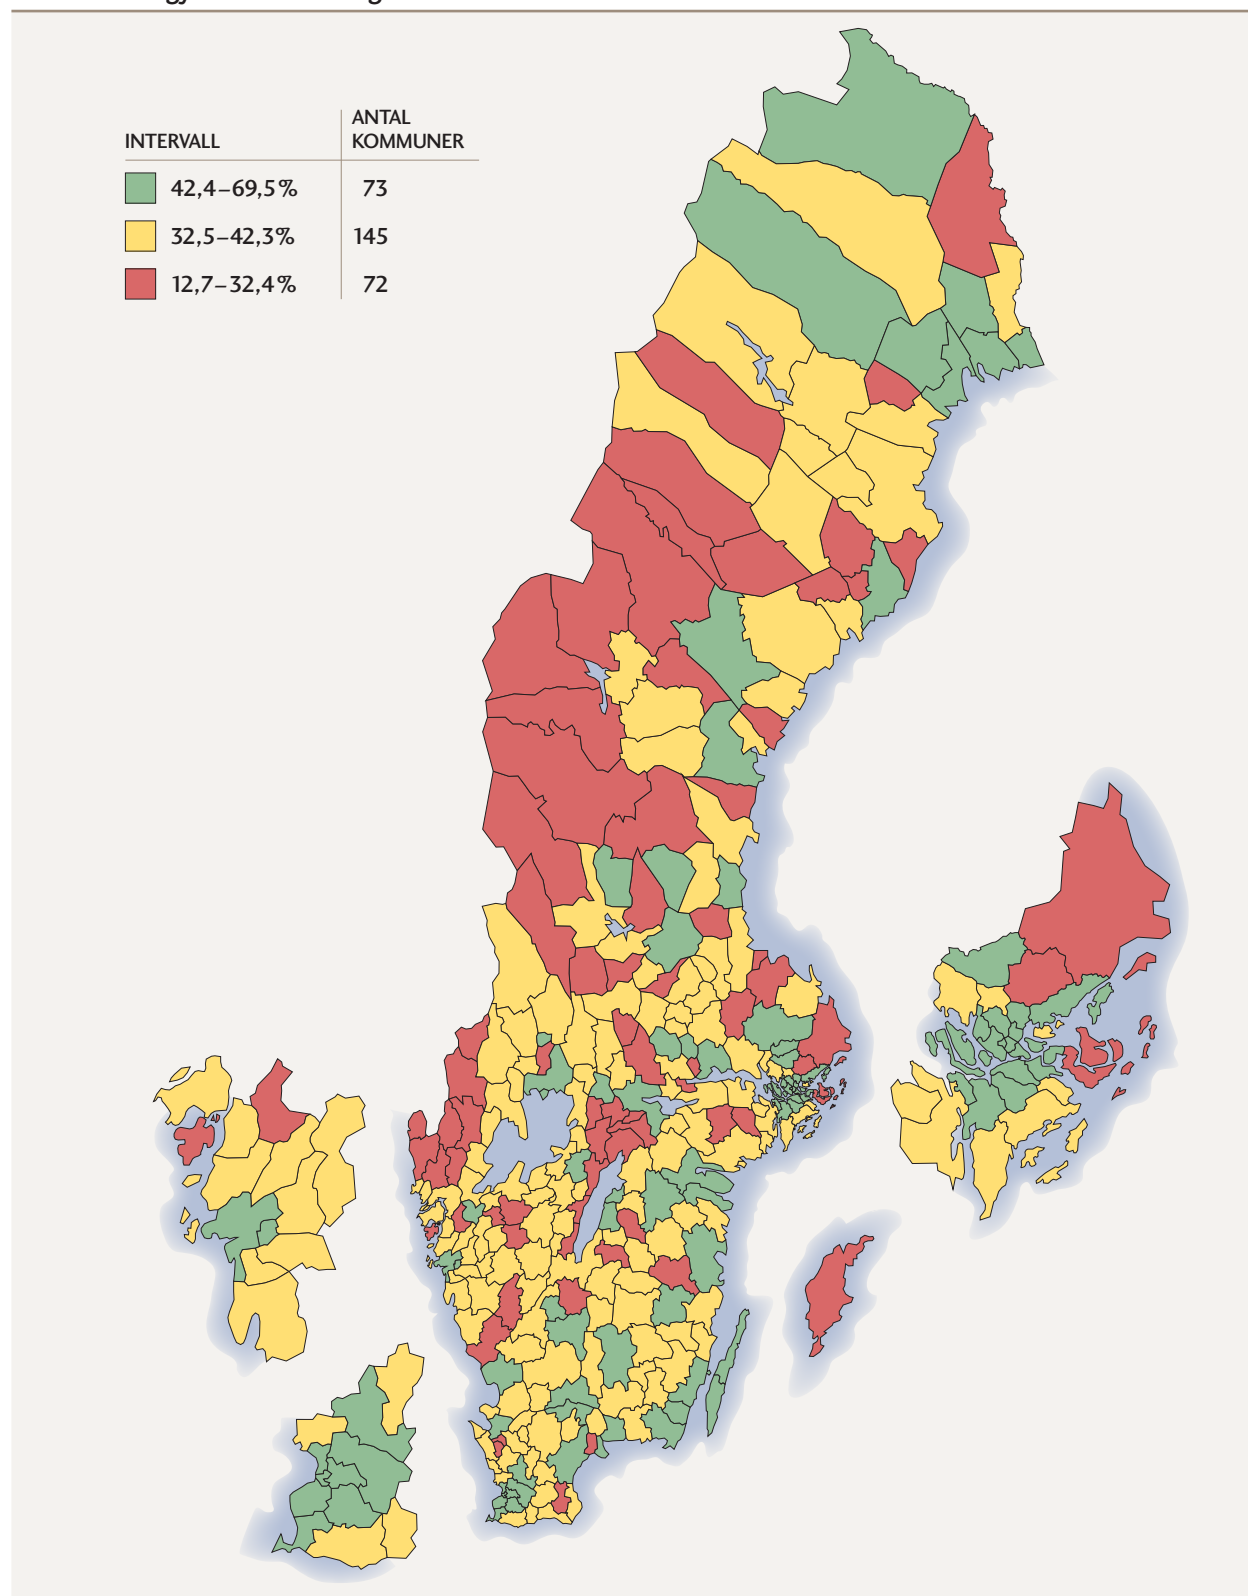 INTERVALL
ANTAL
KOMMUNER
42,4–69,5%
73
32,5–42,3%
145
12,7–32,4%
72